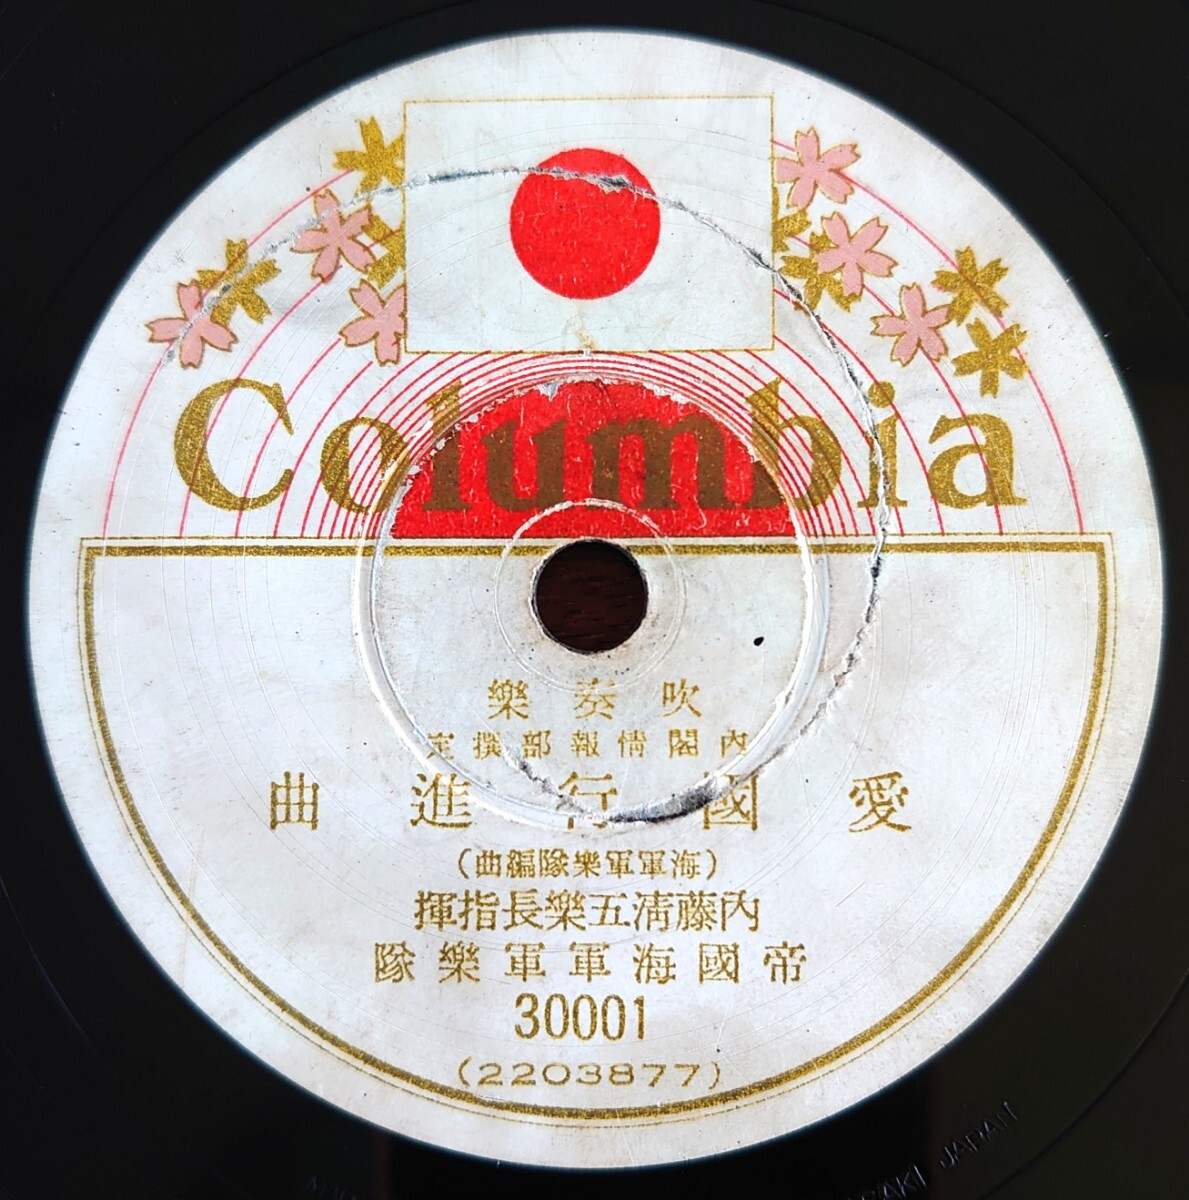 Columbia
吹奏樂
內閣情報部撰定
愛國行進曲
(海軍軍樂隊編曲)
內藤淸五樂長指揮
帝國海軍軍樂隊
30001
(2203877)
JAPAN